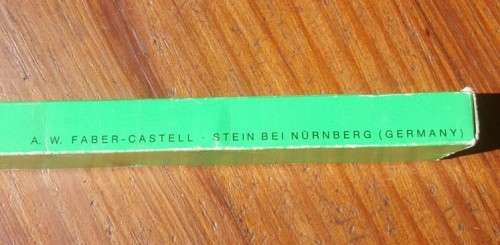 A. W. FABER-CASTELL · STEIN BEI NÜRNBERG (GERMANY)